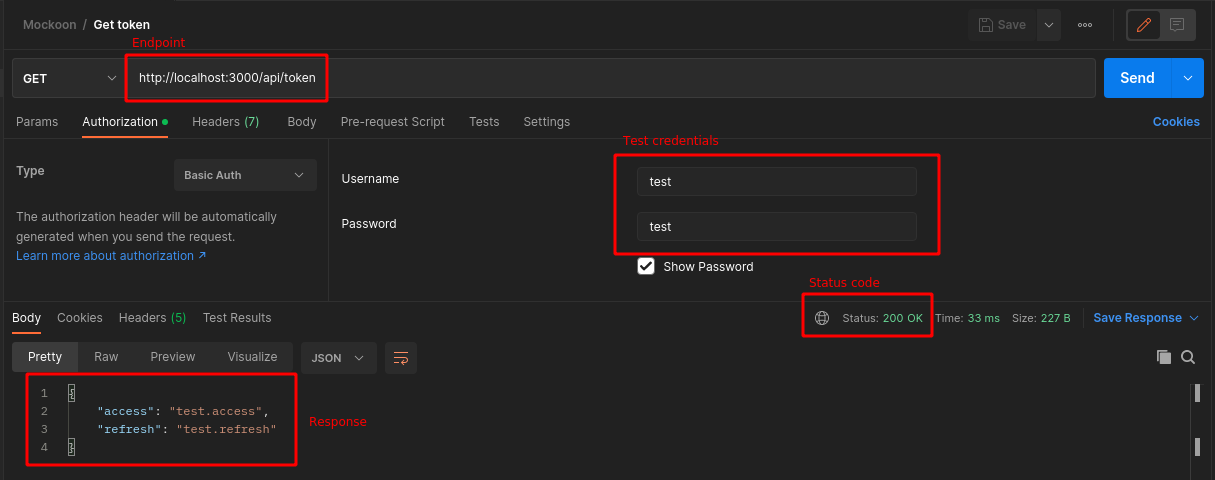 Mockoon / Get token
Save
Endpoint
GET
http://localhost:3000/api/token
Send
Params Authorization Headers (7) Body Pre-request Script Tests Settings
Cookies
Test credentials
Type
Basic Auth
The authorization header will be automatically
generated when you send the request.
Learn more about authorization ↗
Username
test
Password
test
Show Password
Status code
Body Cookies Headers (5) Test Results
Status: 200 OK Time: 33 ms Size: 227 B
Save Response
Pretty Raw Preview Visualize
JSON
1 {
2 "access": "test.access",
3 "refresh": "test.refresh"
4 }
Response